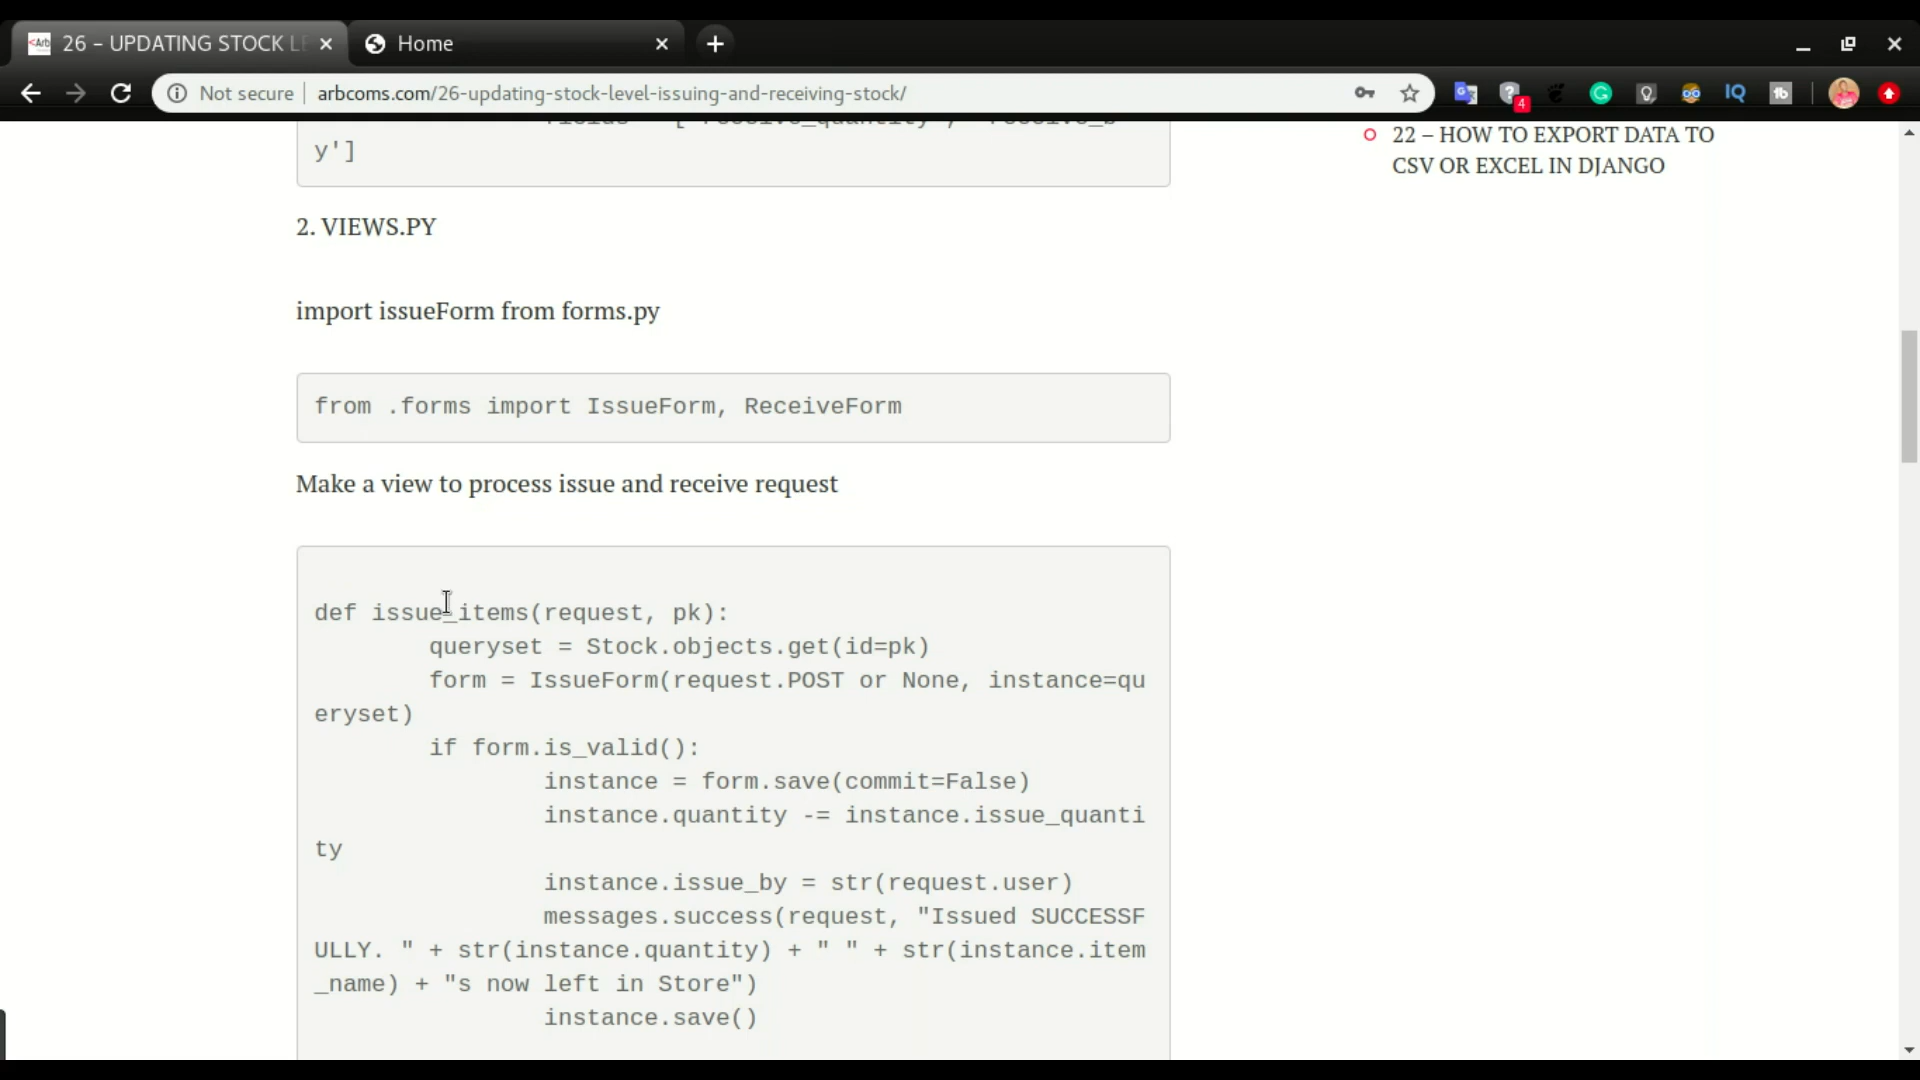 26 – UPDATING STOCK LE
Home
Not secure
arbcoms.com/26-updating-stock-level-issuing-and-receiving-stock/
4
IQ
y']
22 – HOW TO EXPORT DATA TO
CSV OR EXCEL IN DJANGO
2. VIEWS.PY
import issueForm from forms.py
from .forms import IssueForm, ReceiveForm
Make a view to process issue and receive request
def issue_items(request, pk):
queryset = Stock.objects.get(id=pk)
form = IssueForm(request.POST or None, instance=qu
eryset)
if form.is_valid():
instance = form.save(commit=False)
instance.quantity -= instance.issue_quanti
ty
instance.issue_by = str(request.user)
messages.success(request, "Issued SUCCESSF
ULLY. " + str(instance.quantity) + " " + str(instance.item
_name) + "s now left in Store")
instance.save()